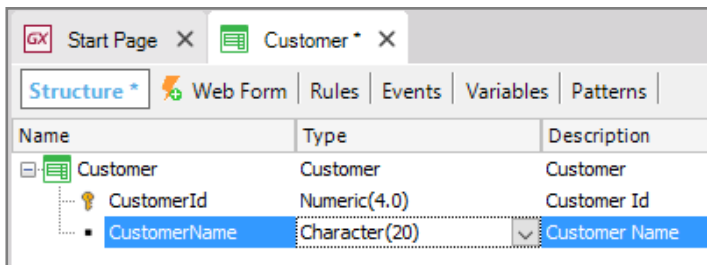 GX Start Page Customer *
Structure * Web Form Rules Events Variables Patterns
Name Type Description
Customer Customer Customer
CustomerId Numeric(4.0) Customer Id
CustomerName Character(20) Customer Name